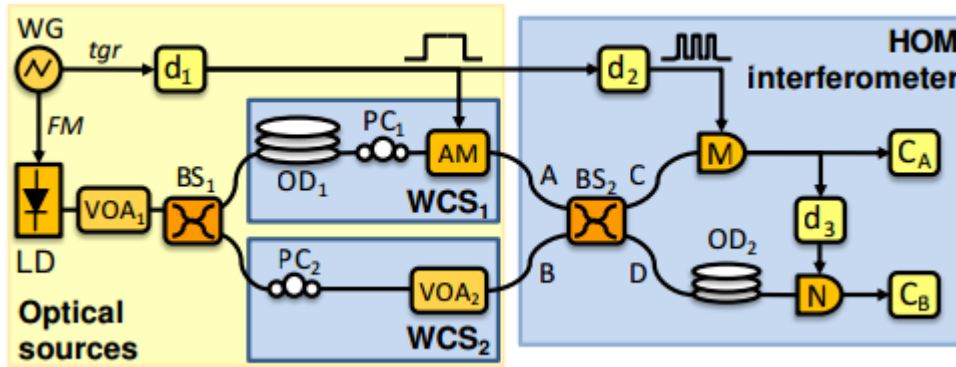 WG
tgr
d1
d2
HOM
interferometer
FM
PC1
OD1
AM
M
CA
BS1
VOA1
WCS1
A
BS2
C
d3
LD
PC2
VOA2
WCS2
B
D
OD2
N
CB
Optical
sources